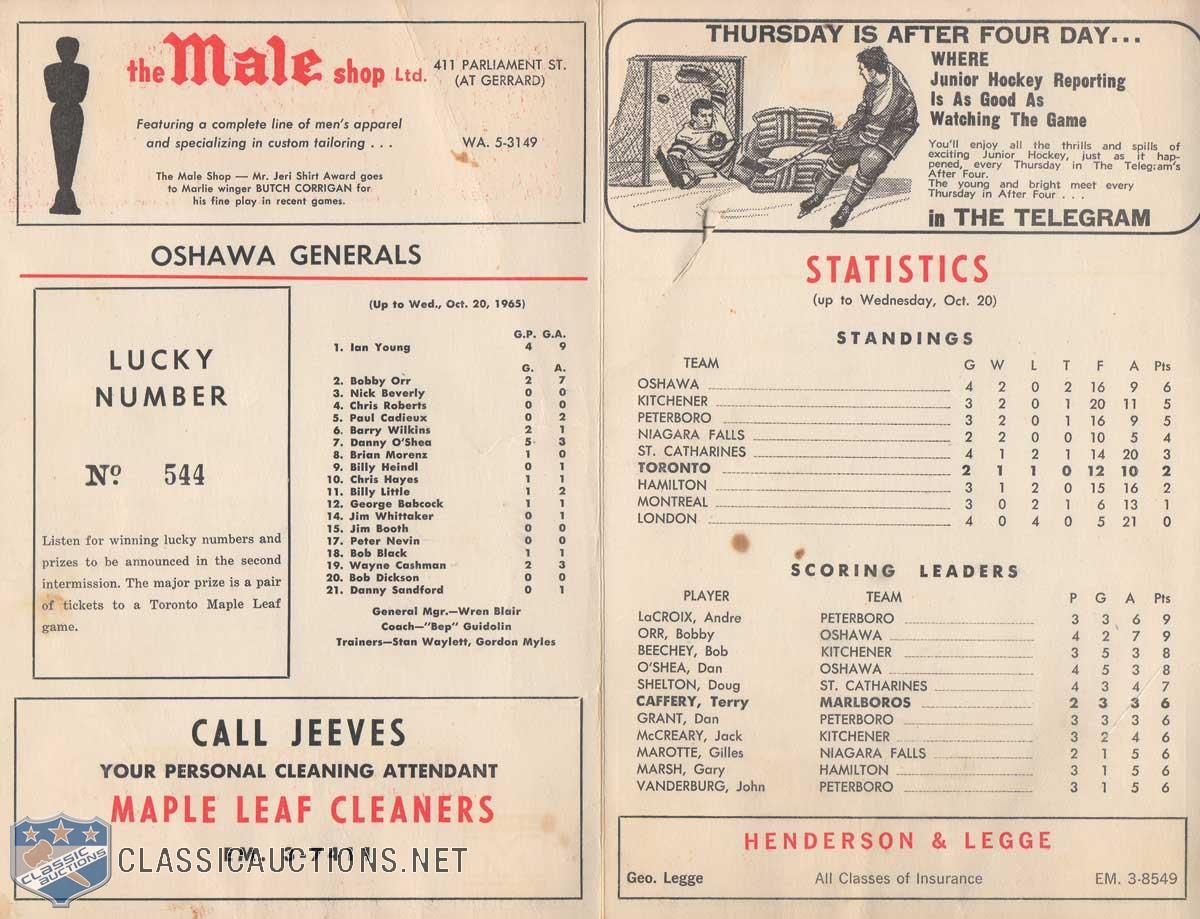 the Male shop Ltd.
411 PARLIAMENT ST.
(AT GERRARD)
Featuring a complete line of men's apparel
and specializing in custom tailoring . . .
WA. 5-3149
The Male Shop — Mr. Jeri Shirt Award goes
to Marlie winger BUTCH CORRIGAN for
his fine play in recent games.
OSHAWA GENERALS
LUCKY
NUMBER
Nº 544
Listen for winning lucky numbers and
prizes to be announced in the second
intermission. The major prize is a pair
of tickets to a Toronto Maple Leaf
game.
(Up to Wed., Oct. 20, 1965)
G.P. G.A.
1. Ian Young 4 9
G. A.
2. Bobby Orr 2 7
3. Nick Beverly 0 0
4. Chris Roberts 0 0
5. Paul Cadieux 0 2
6. Barry Wilkins 2 1
7. Danny O'Shea 5 3
8. Brian Morenz 1 0
9. Billy Heindl 0 1
10. Chris Hayes 1 1
11. Billy Little 1 2
12. George Babcock 1 1
14. Jim Whittaker 0 1
15. Jim Booth 0 0
17. Peter Nevin 0 0
18. Bob Black 1 1
19. Wayne Cashman 2 3
20. Bob Dickson 0 0
21. Danny Sandford 0 1
General Mgr.—Wren Blair
Coach—"Bep" Guidolin
Trainers—Stan Waylett, Gordon Myles
CALL JEEVES
YOUR PERSONAL CLEANING ATTENDANT
MAPLE LEAF CLEANERS
EM.
CLASSIC
AUCTIONS
CLASSICAUCTIONS.NET
THURSDAY IS AFTER FOUR DAY...
WHERE
Junior Hockey Reporting
Is As Good As
Watching The Game
You'll enjoy all the thrills and spills of
exciting Junior Hockey, just as it hap-
pened, every Thursday in The Telegram's
After Four.
The young and bright meet every
Thursday in After Four . . .
in THE TELEGRAM
STATISTICS
(up to Wednesday, Oct. 20)
STANDINGS
TEAM G W L T F A Pts
OSHAWA 4 2 0 2 16 9 6
KITCHENER 3 2 0 1 20 11 5
PETERBORO 3 2 0 1 16 9 5
NIAGARA FALLS 2 2 0 0 10 5 4
ST. CATHARINES 4 1 2 1 14 20 3
TORONTO 2 1 1 0 12 10 2
HAMILTON 3 1 2 0 15 16 2
MONTREAL 3 0 2 1 6 13 1
LONDON 4 0 4 0 5 21 0
SCORING LEADERS
PLAYER TEAM P G A Pts
LaCROIX, Andre PETERBORO 3 3 6 9
ORR, Bobby OSHAWA 4 2 7 9
BEECHEY, Bob KITCHENER 3 5 3 8
O'SHEA, Dan OSHAWA 4 5 3 8
SHELTON, Doug ST. CATHARINES 4 3 4 7
CAFFERY, Terry MARLBOROS 2 3 3 6
GRANT, Dan PETERBORO 3 3 3 6
McCREARY, Jack KITCHENER 3 2 4 6
MAROTTE, Gilles NIAGARA FALLS 2 1 5 6
MARSH, Gary HAMILTON 3 1 5 6
VANDERBURG, John PETERBORO 3 1 5 6
HENDERSON & LEGGE
Geo. Legge All Classes of Insurance EM. 3-8549